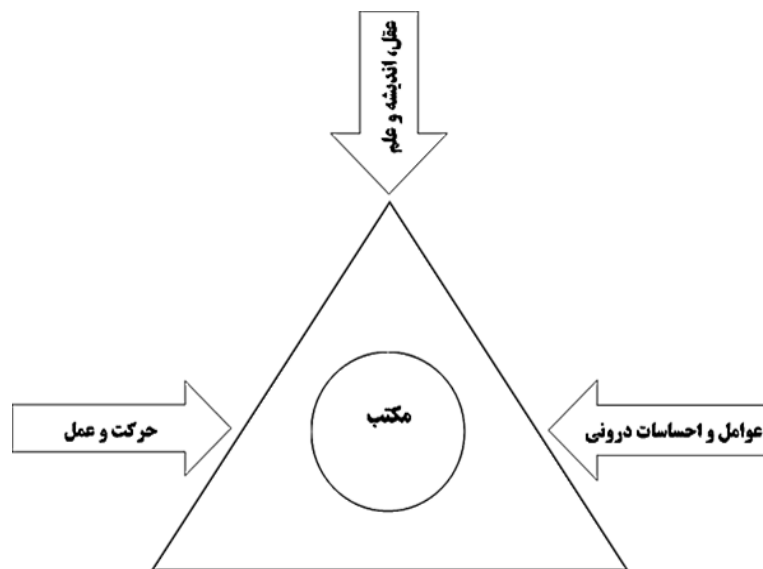 عقل، اندیشه و علم
مکتب
عوامل و احساسات درونی
حرکت و عمل